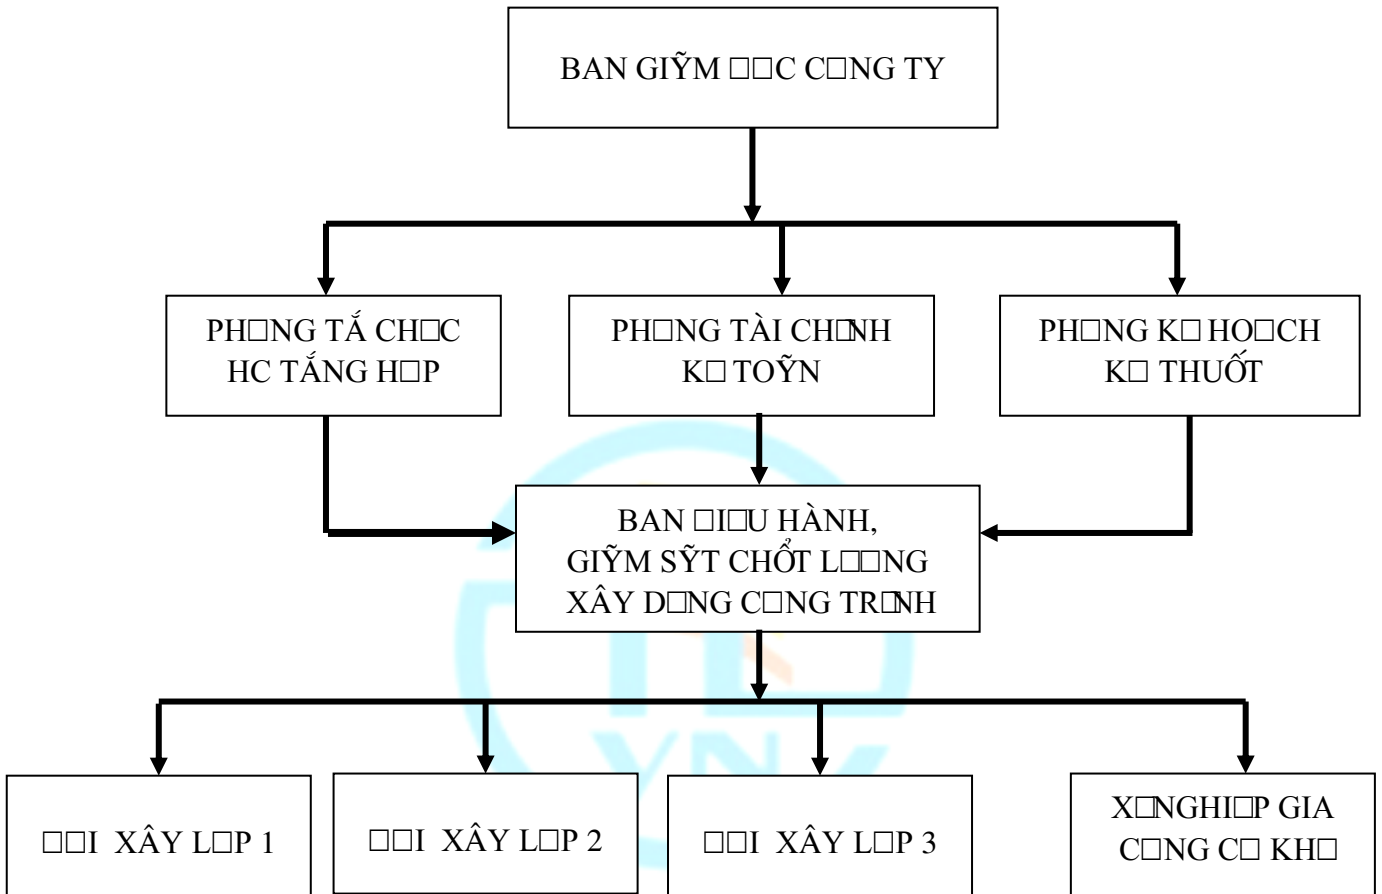 BAN GIỸM □□C C□NG TY
PH□NG TẮ CH□C
HC TẮNG H□P
PH□NG TÀI CH□NH
K□ TOỸN
PH□NG K□ HO□CH
K□ THUỐT
BAN □I□U HÀNH,
GIỸM SỸT CHỔT L□□NG
XÂY D□NG C□NG TR□NH
□□I XÂY L□P 1
□□I XÂY L□P 2
□□I XÂY L□P 3
X□NGHI□P GIA
C□NG C□ KH□
VN